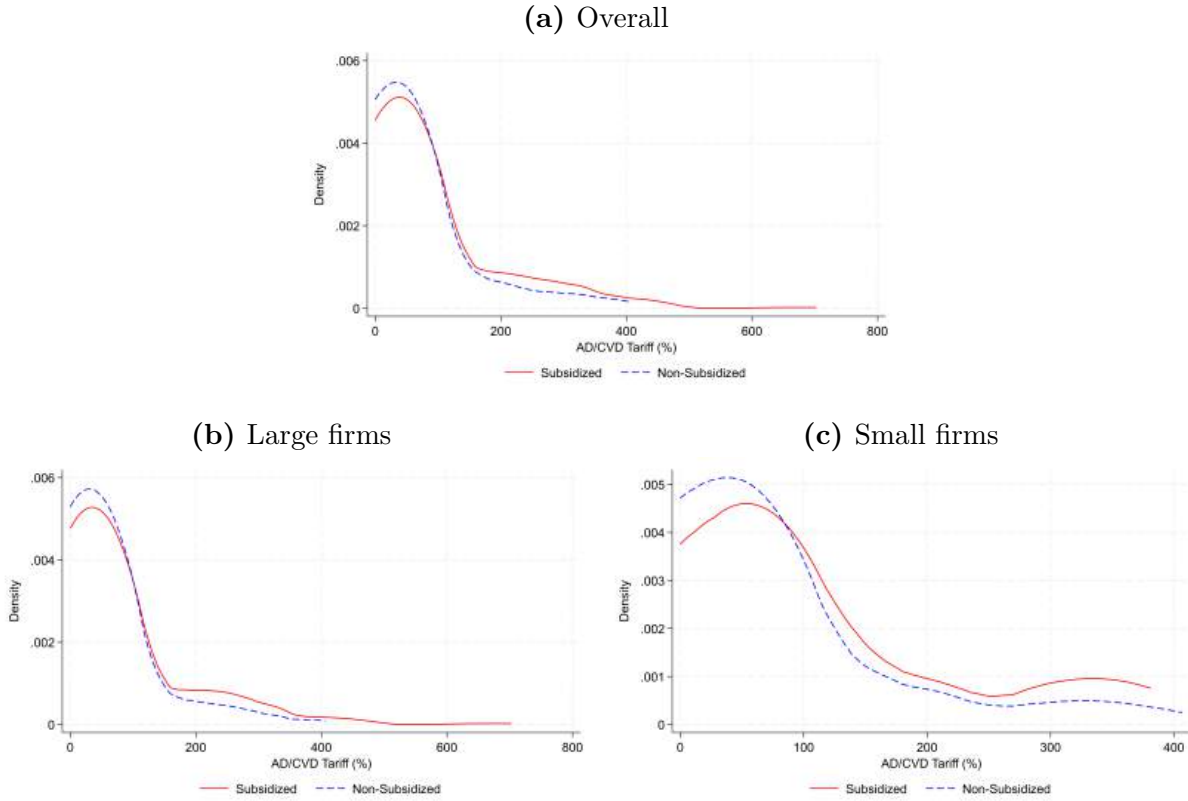 (a) Overall
.006
.004
.002
0
Density
0 200 400 600 800
AD/CVD Tariff (%)
Subsidized Non-Subsidized
(b) Large firms
.006
.004
.002
0
Density
0 200 400 600 800
AD/CVD Tariff (%)
Subsidized Non-Subsidized
(c) Small firms
.005
.004
.003
.002
.001
0
Density
0 100 200 300 400
AD/CVD Tariff (%)
Subsidized Non-Subsidized